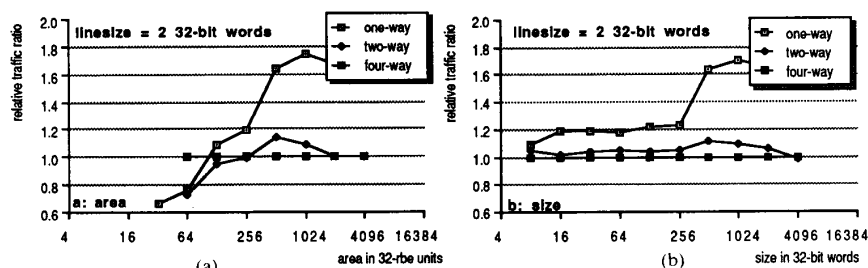 relative traffic ratio
2.0
1.8
1.6
1.4
1.2
1.0
0.8
0.6
linesize = 2 32-bit words
one-way
two-way
four-way
a: area
4
16
64
256
1024
4096
16384
area in 32-rbe units
(a)
relative traffic ratio
2.0
1.8
1.6
1.4
1.2
1.0
0.8
0.6
linesize = 2 32-bit words
one-way
two-way
four-way
b: size
4
16
64
256
1024
4096
16384
size in 32-bit words
(b)